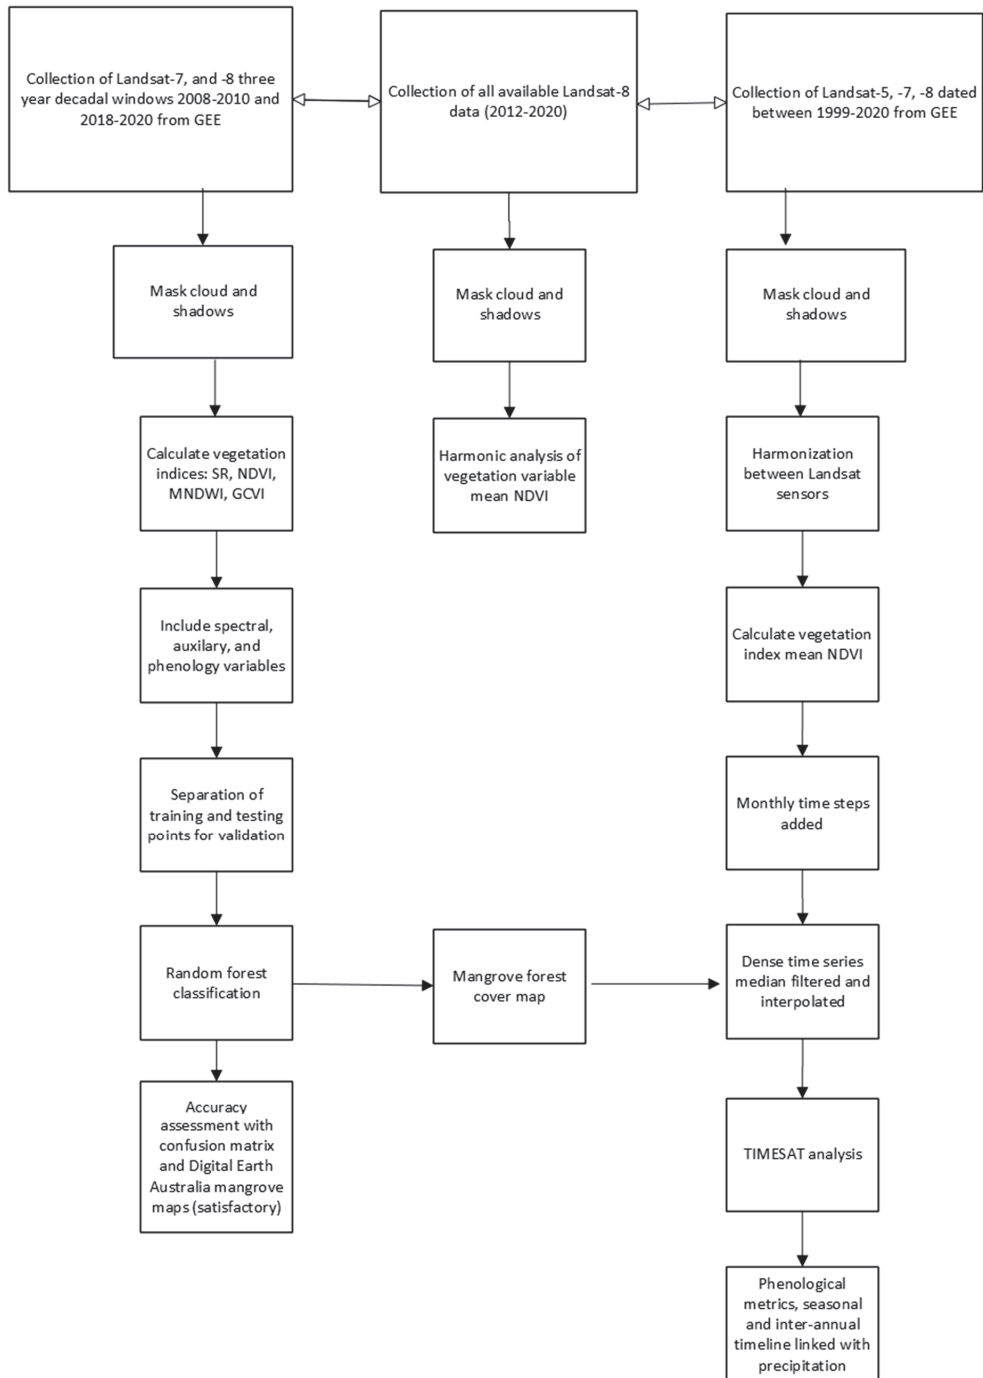 Collection of Landsat-7, and -8 three
year decadal windows 2008-2010 and
2018-2020 from GEE
Collection of all available Landsat-8
data (2012-2020)
Collection of Landsat-5, -7, -8 dated
between 1999-2020 from GEE
Mask cloud and
shadows
Mask cloud and
shadows
Mask cloud and
shadows
Calculate vegetation
indices: SR, NDVI,
MNDWI, GCVI
Harmonic analysis of
vegetation variable
mean NDVI
Harmonization
between Landsat
sensors
Include spectral,
auxilary, and
phenology variables
Calculate vegetation
index mean NDVI
Separation of
training and testing
points for validation
Monthly time steps
added
Random forest
classification
Mangrove forest
cover map
Dense time series
median filtered and
interpolated
Accuracy
assessment with
confusion matrix
and Digital Earth
Australia mangrove
maps (satisfactory)
TIMESAT analysis
Phenological
metrics, seasonal
and inter-annual
timeline linked with
precipitation